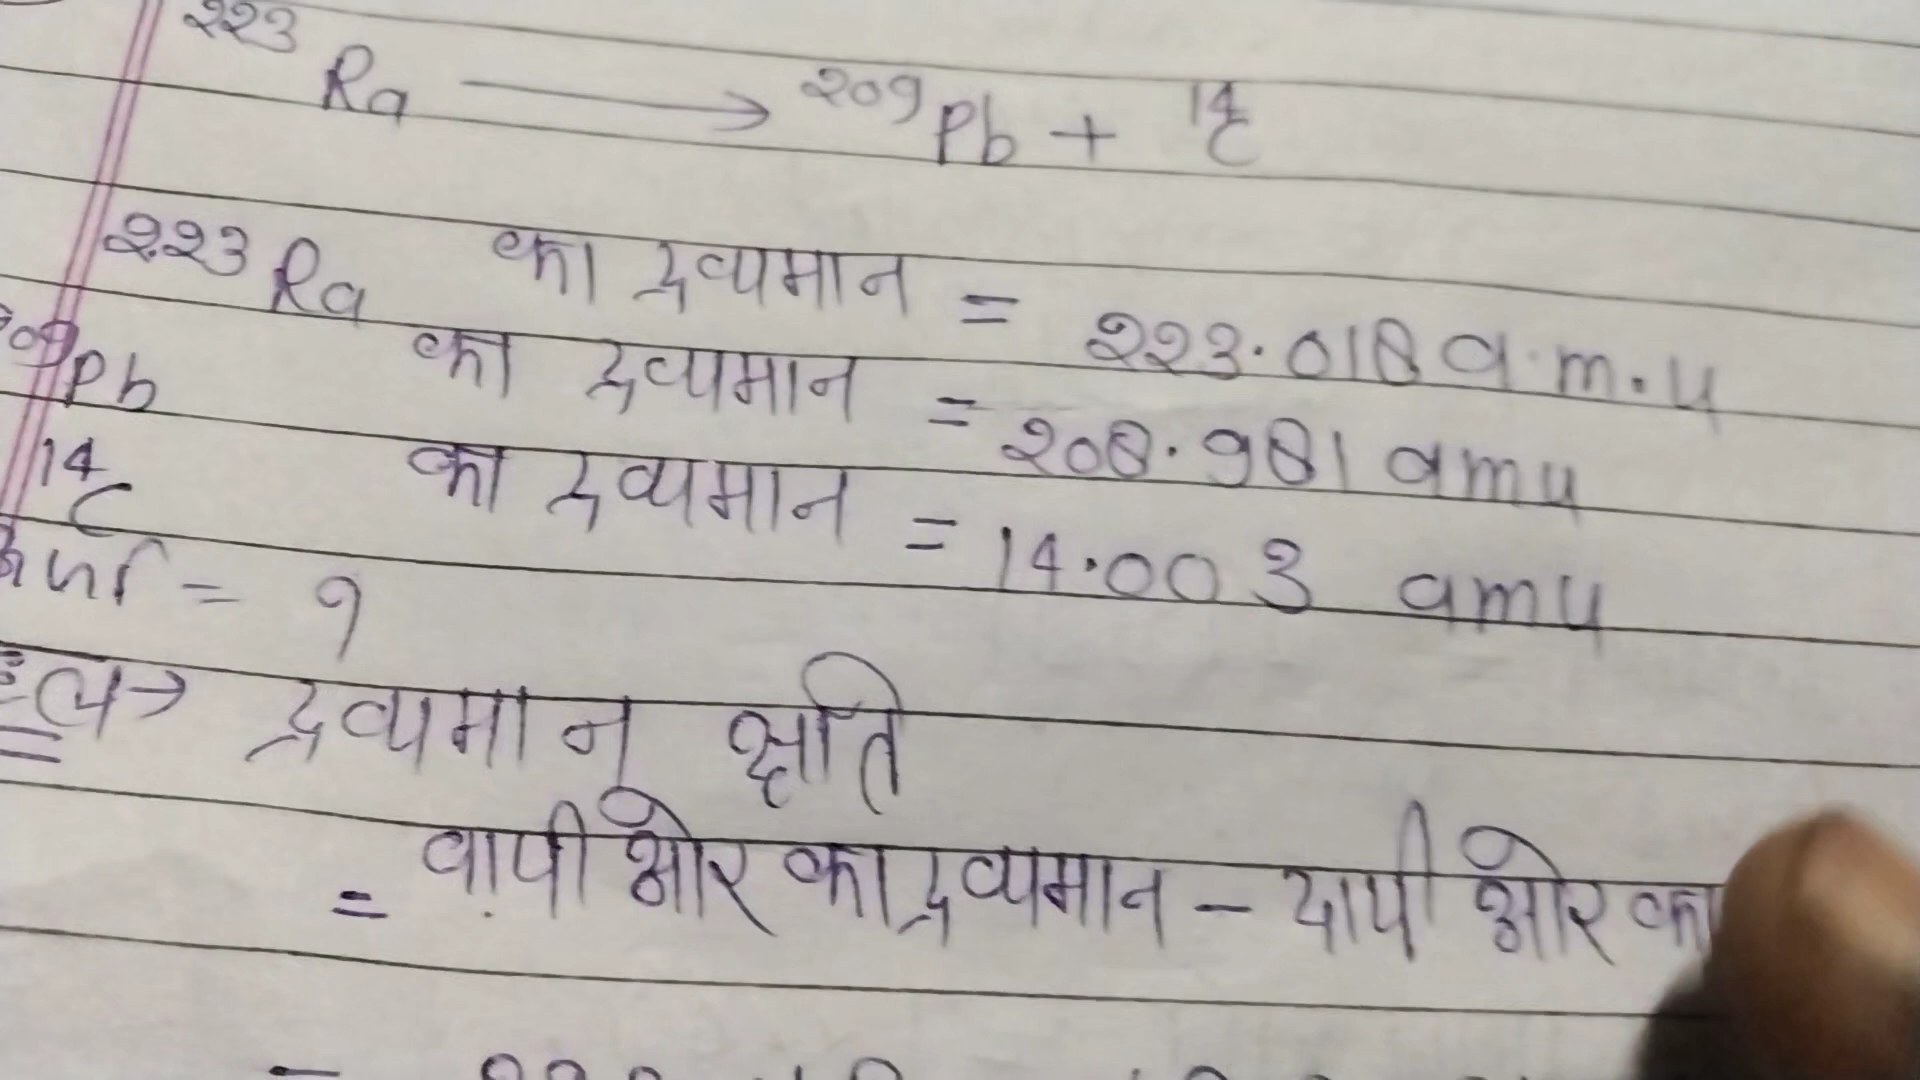 223 Ra ⟶ 209 Pb + 14 C
223 Ra का द्रव्यमान = 223.018 a.m.u
209 Pb का द्रव्यमान = 208.981 amu
14 C का द्रव्यमान = 14.003 amu
= ?
हल → द्रव्यमान क्षति
= बायी ओर का द्रव्यमान - दायी ओर का